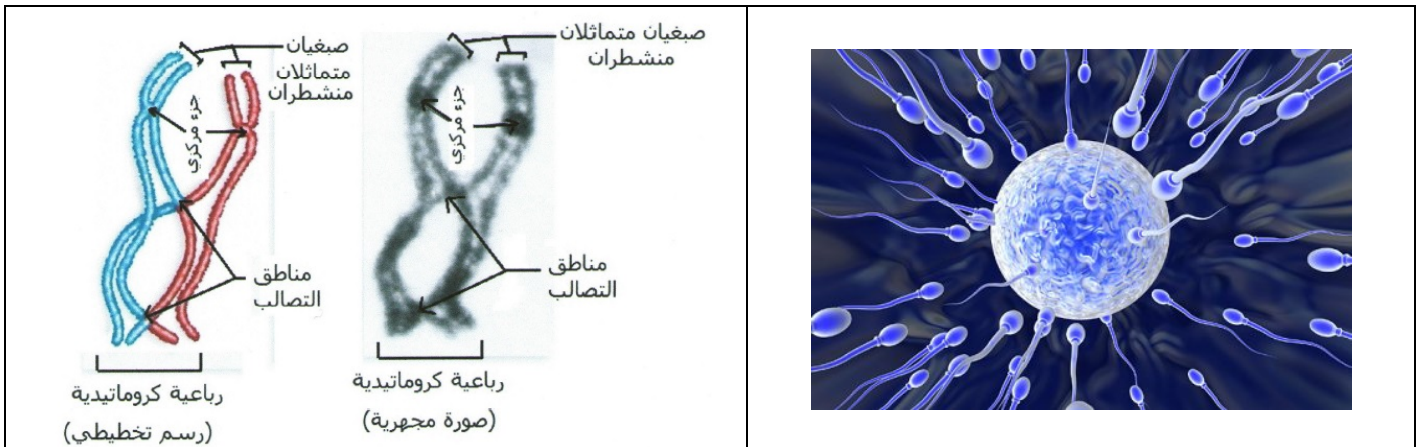 صبغيان
متماثلان
منشطران
جزء مركزي
مناطق
التصالب
رباعية كروماتيدية
(رسم تخطيطي)
صبغيان متماثلان
منشطران
جزء مركزي
مناطق
التصالب
رباعية كروماتيدية
(صورة مجهرية)